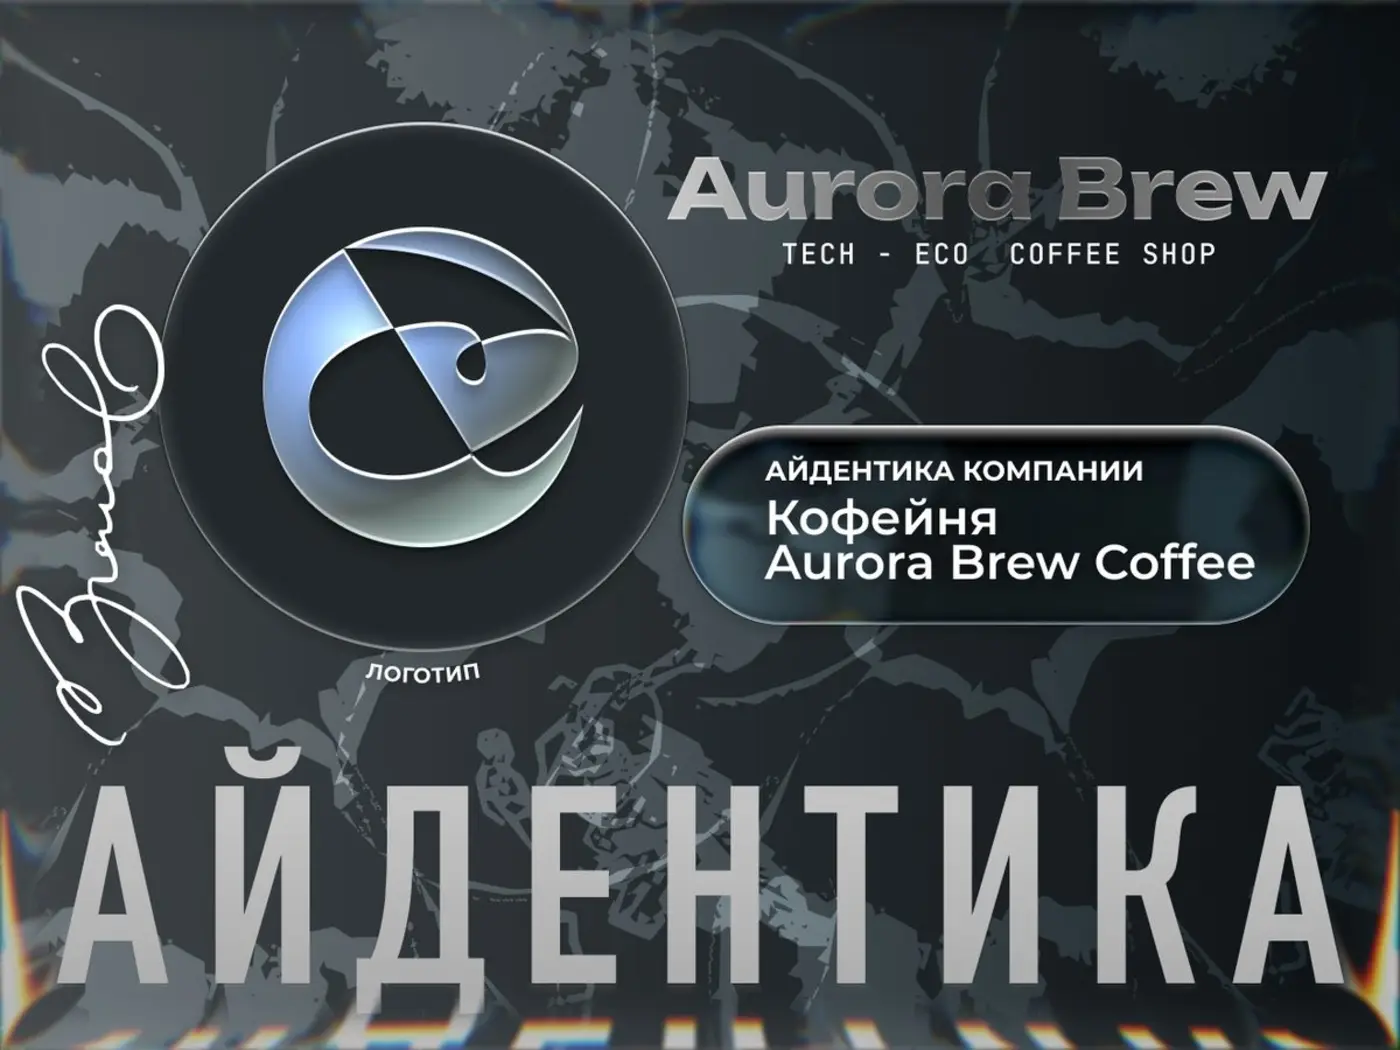 Aurora Brew
TECH - ECO COFFEE SHOP
АЙДЕНТИКА КОМПАНИИ
Кофейня
Aurora Brew Coffee
ЛОГОТИП
АЙДЕНТИКА